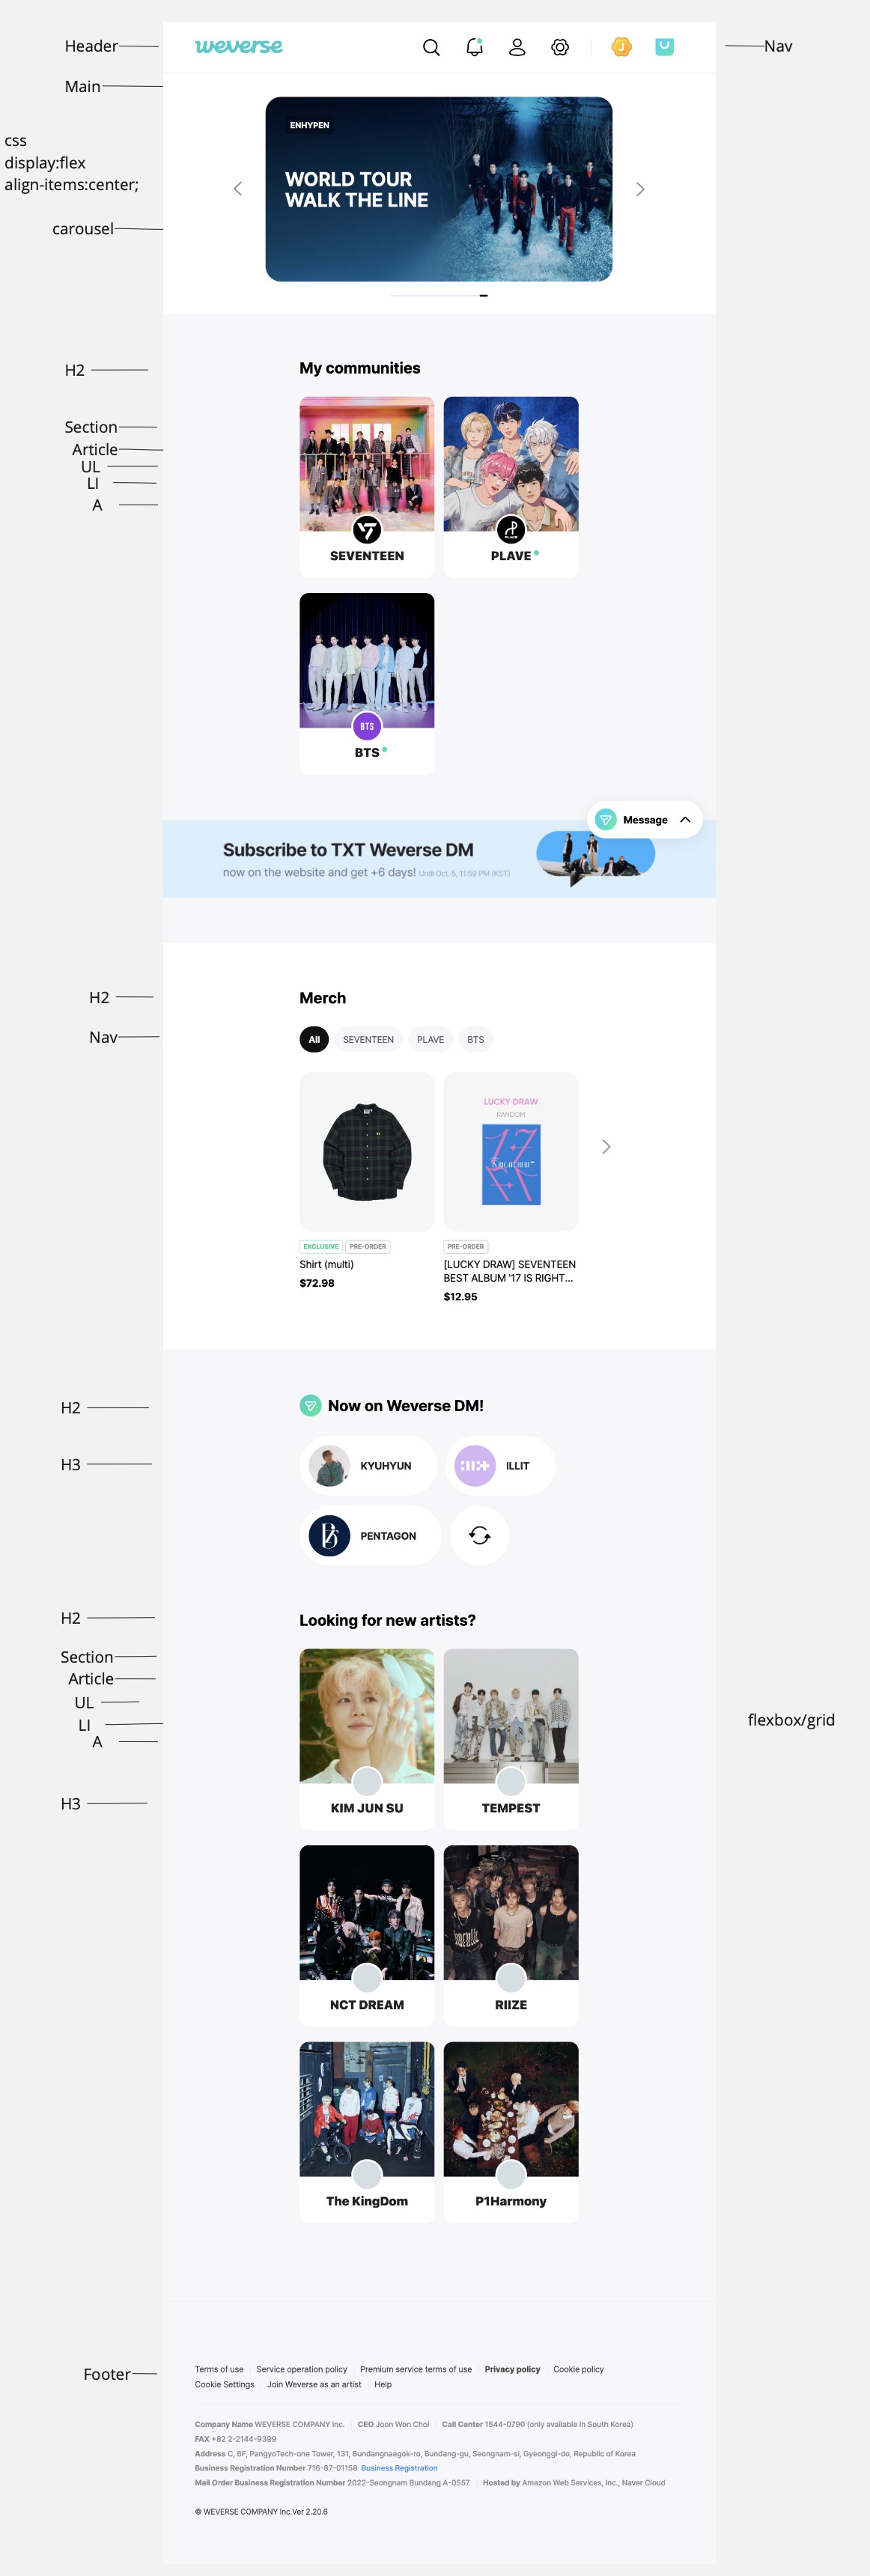 Header
weverse
J
Nav
Main
css
display:flex
align-items:center;
ENHYPEN
WORLD TOUR
WALK THE LINE
carousel
H2
My communities
Section
Article
UL
LI
A
PLAVE
SEVENTEEN
PLAVE
BTS
BTS
Message
Subscribe to TXT Weverse DM
now on the website and get +6 days! Until Oct. 5, 11:59 PM (KST)
H2
Merch
Nav
All
SEVENTEEN
PLAVE
BTS
LUCKY DRAW
RANDOM
17
IS RIGHT HERE
EXCLUSIVE
PRE-ORDER
PRE-ORDER
Shirt (multi)
$72.98
[LUCKY DRAW] SEVENTEEN
BEST ALBUM '17 IS RIGHT...
$12.95
H2
Now on Weverse DM!
H3
KYUHYUN
ILLIT
PENTAGON
H2
Looking for new artists?
Section
Article
UL
LI
A
flexbox/grid
H3
KIM JUN SU
TEMPEST
NCT DREAM
RIIZE
The KingDom
P1Harmony
Footer
Terms of use
Service operation policy
Premium service terms of use
Privacy policy
Cookie policy
Cookie Settings
Join Weverse as an artist
Help
Company Name WEVERSE COMPANY Inc.
CEO Joon Won Choi
Call Center 1544-0790 (only available in South Korea)
FAX +82 2-2144-9399
Address C, 6F, PangyoTech-one Tower, 131, Bundangnaegok-ro, Bundang-gu, Seongnam-si, Gyeonggi-do, Republic of Korea
Business Registration Number 716-87-01158 Business Registration
Mail Order Business Registration Number 2022-Seongnam Bundang A-0557
Hosted by Amazon Web Services, Inc., Naver Cloud
© WEVERSE COMPANY Inc.Ver 2.20.6